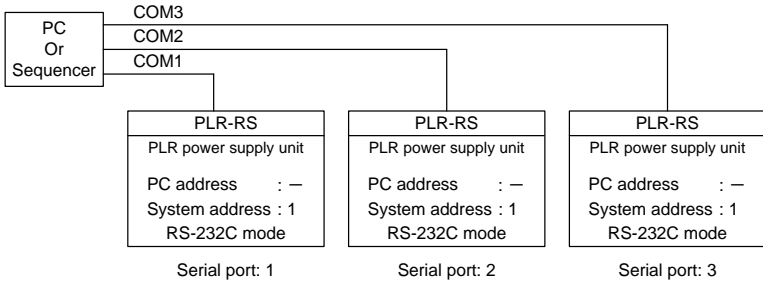 COM3
COM2
COM1
PC
Or
Sequencer
PLR-RS
PLR power supply unit
PC address : －
System address : 1
RS-232C mode
Serial port: 1
PLR-RS
PLR power supply unit
PC address : －
System address : 1
RS-232C mode
Serial port: 2
PLR-RS
PLR power supply unit
PC address : －
System address : 1
RS-232C mode
Serial port: 3